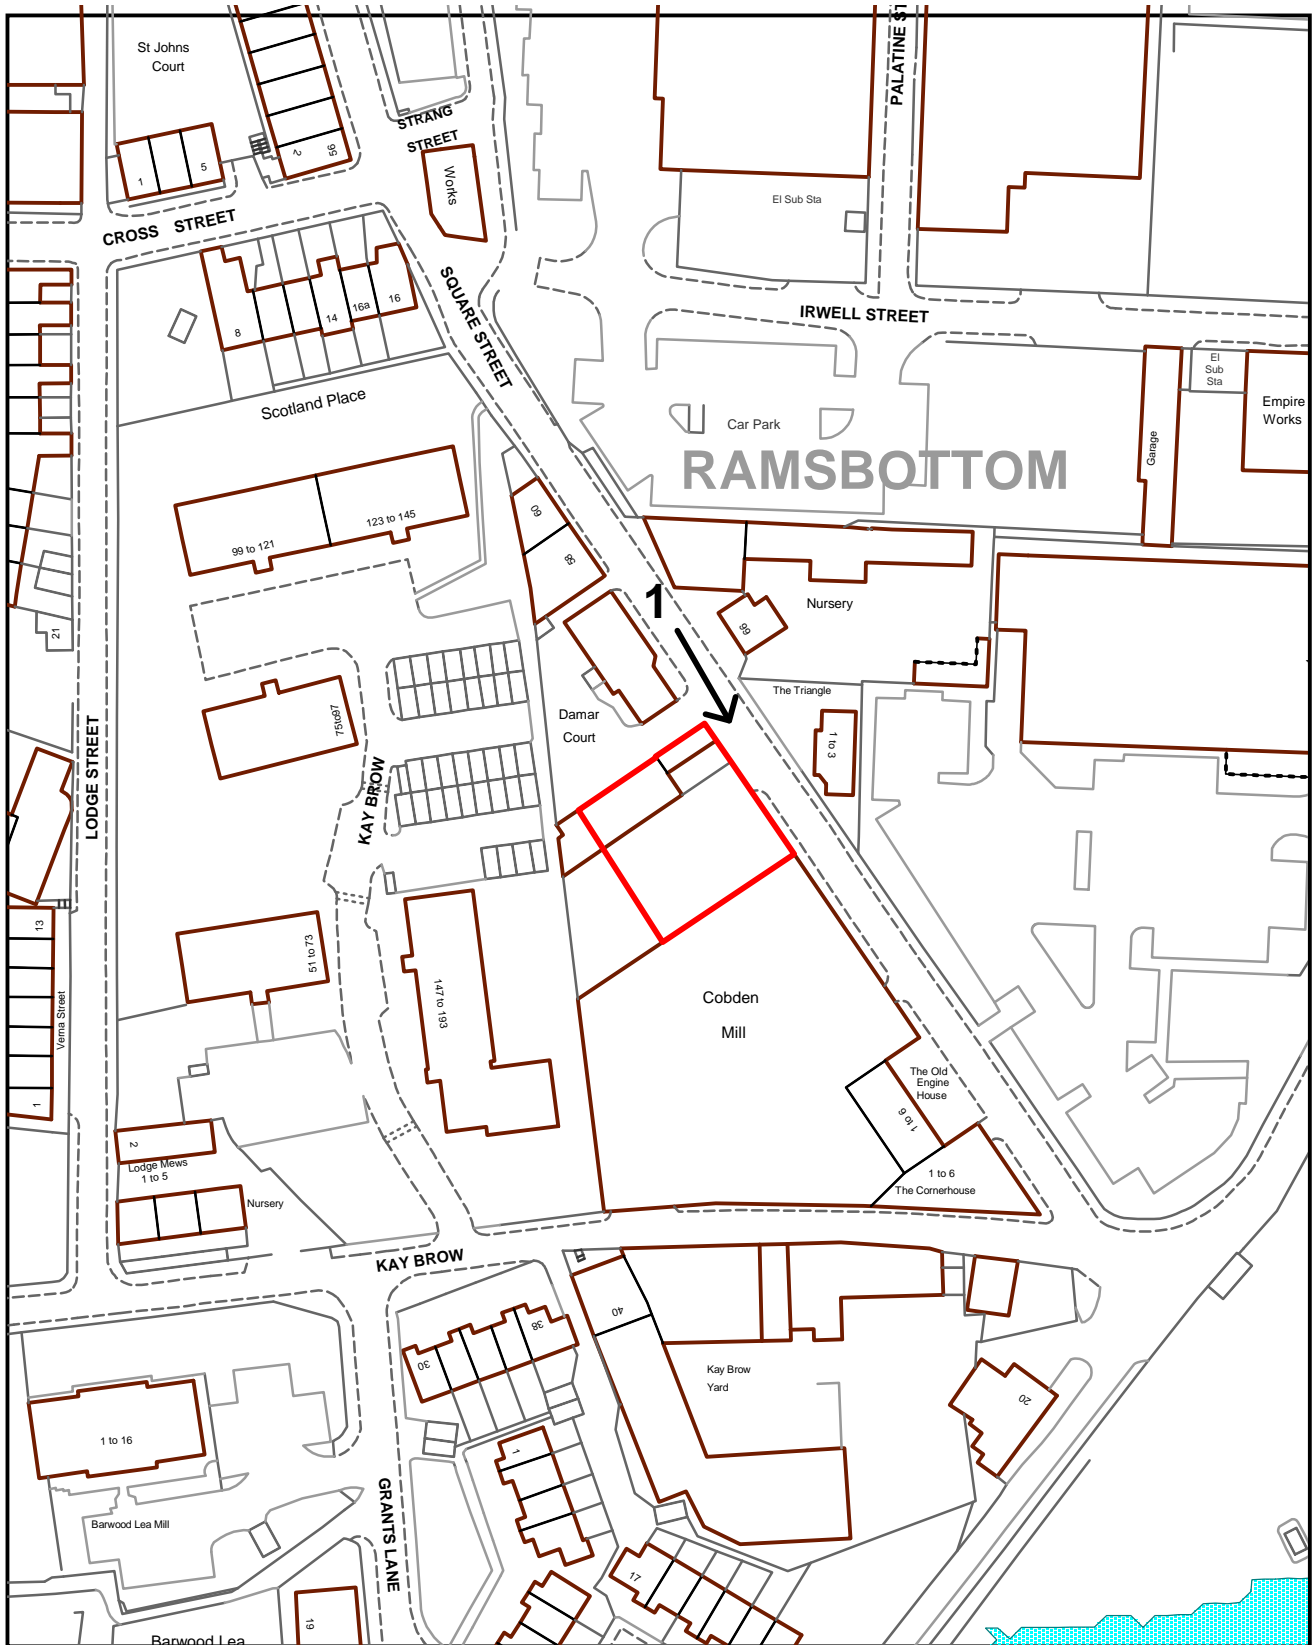 St Johns
Court
PALATINE ST
STRANG
STREET
2
56
1
5
Works
El Sub Sta
CROSS STREET
SQUARE STREET
IRWELL STREET
8
14
16a
16
El
Sub
Sta
Empire
Works
Scotland Place
Car Park
Garage
RAMSBOTTOM
99 to 121
123 to 145
60
58
1
Nursery
66
21
The Triangle
1 to 3
75to97
Damar
Court
LODGE STREET
KAY BROW
13
51 to 73
147 to 193
Cobden
Mill
Verna Street
1
The Old
Engine
House
1 to 6
2
Lodge Mews
1 to 5
Nursery
1 to 6
The Cornerhouse
KAY BROW
40
38
30
Kay Brow
Yard
20
1 to 16
1
Barwood Lea Mill
GRANTS LANE
17
19
Barwood Lea